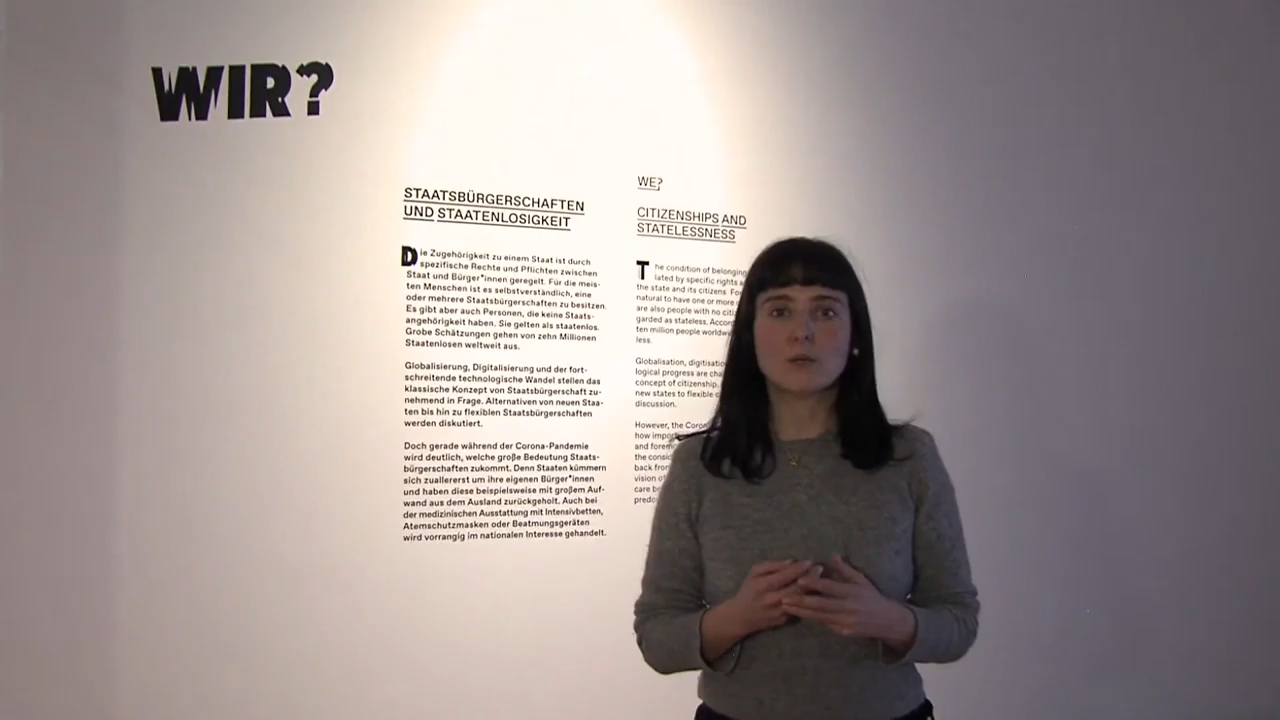 WIR?
STAATSBÜRGERSCHAFTEN
UND STAATENLOSIGKEIT
Die Zugehörigkeit zu einem Staat ist durch
spezifische Rechte und Pflichten zwischen
Staat und Bürger*innen geregelt. Für die meis-
ten Menschen ist es selbstverständlich, eine
oder mehrere Staatsbürgerschaften zu besitzen.
Es gibt aber auch Personen, die keine Staats-
angehörigkeit haben. Sie gelten als staatenlos.
Grobe Schätzungen gehen von zehn Millionen
Staatenlosen weltweit aus.
Globalisierung, Digitalisierung und der fort-
schreitende technologische Wandel stellen das
klassische Konzept von Staatsbürgerschaft zu-
nehmend in Frage. Alternativen von neuen Staa-
ten bis hin zu flexiblen Staatsbürgerschaften
werden diskutiert.
Doch gerade während der Corona-Pandemie
wird deutlich, welche große Bedeutung Staats-
bürgerschaften zukommt. Denn Staaten kümmern
sich zuallererst um ihre eigenen Bürger*innen
und haben diese beispielsweise mit großem Auf-
wand aus dem Ausland zurückgeholt. Auch bei
der medizinischen Ausstattung mit Intensivbetten,
Atemschutzmasken oder Beatmungsgeräten
wird vorrangig im nationalen Interesse gehandelt.
WE?
CITIZENSHIPS AND
STATELESSNESS
The condition of belonging
lated by specific rights
the state and its citizens. For
natural to have one or more
are also people with no
garded as stateless.
ten million people
less.
Globalisation,
logical progress are
concept of citizenship.
new states to flexible
discussion.
However, the
how
and
the
back from
vision of
care